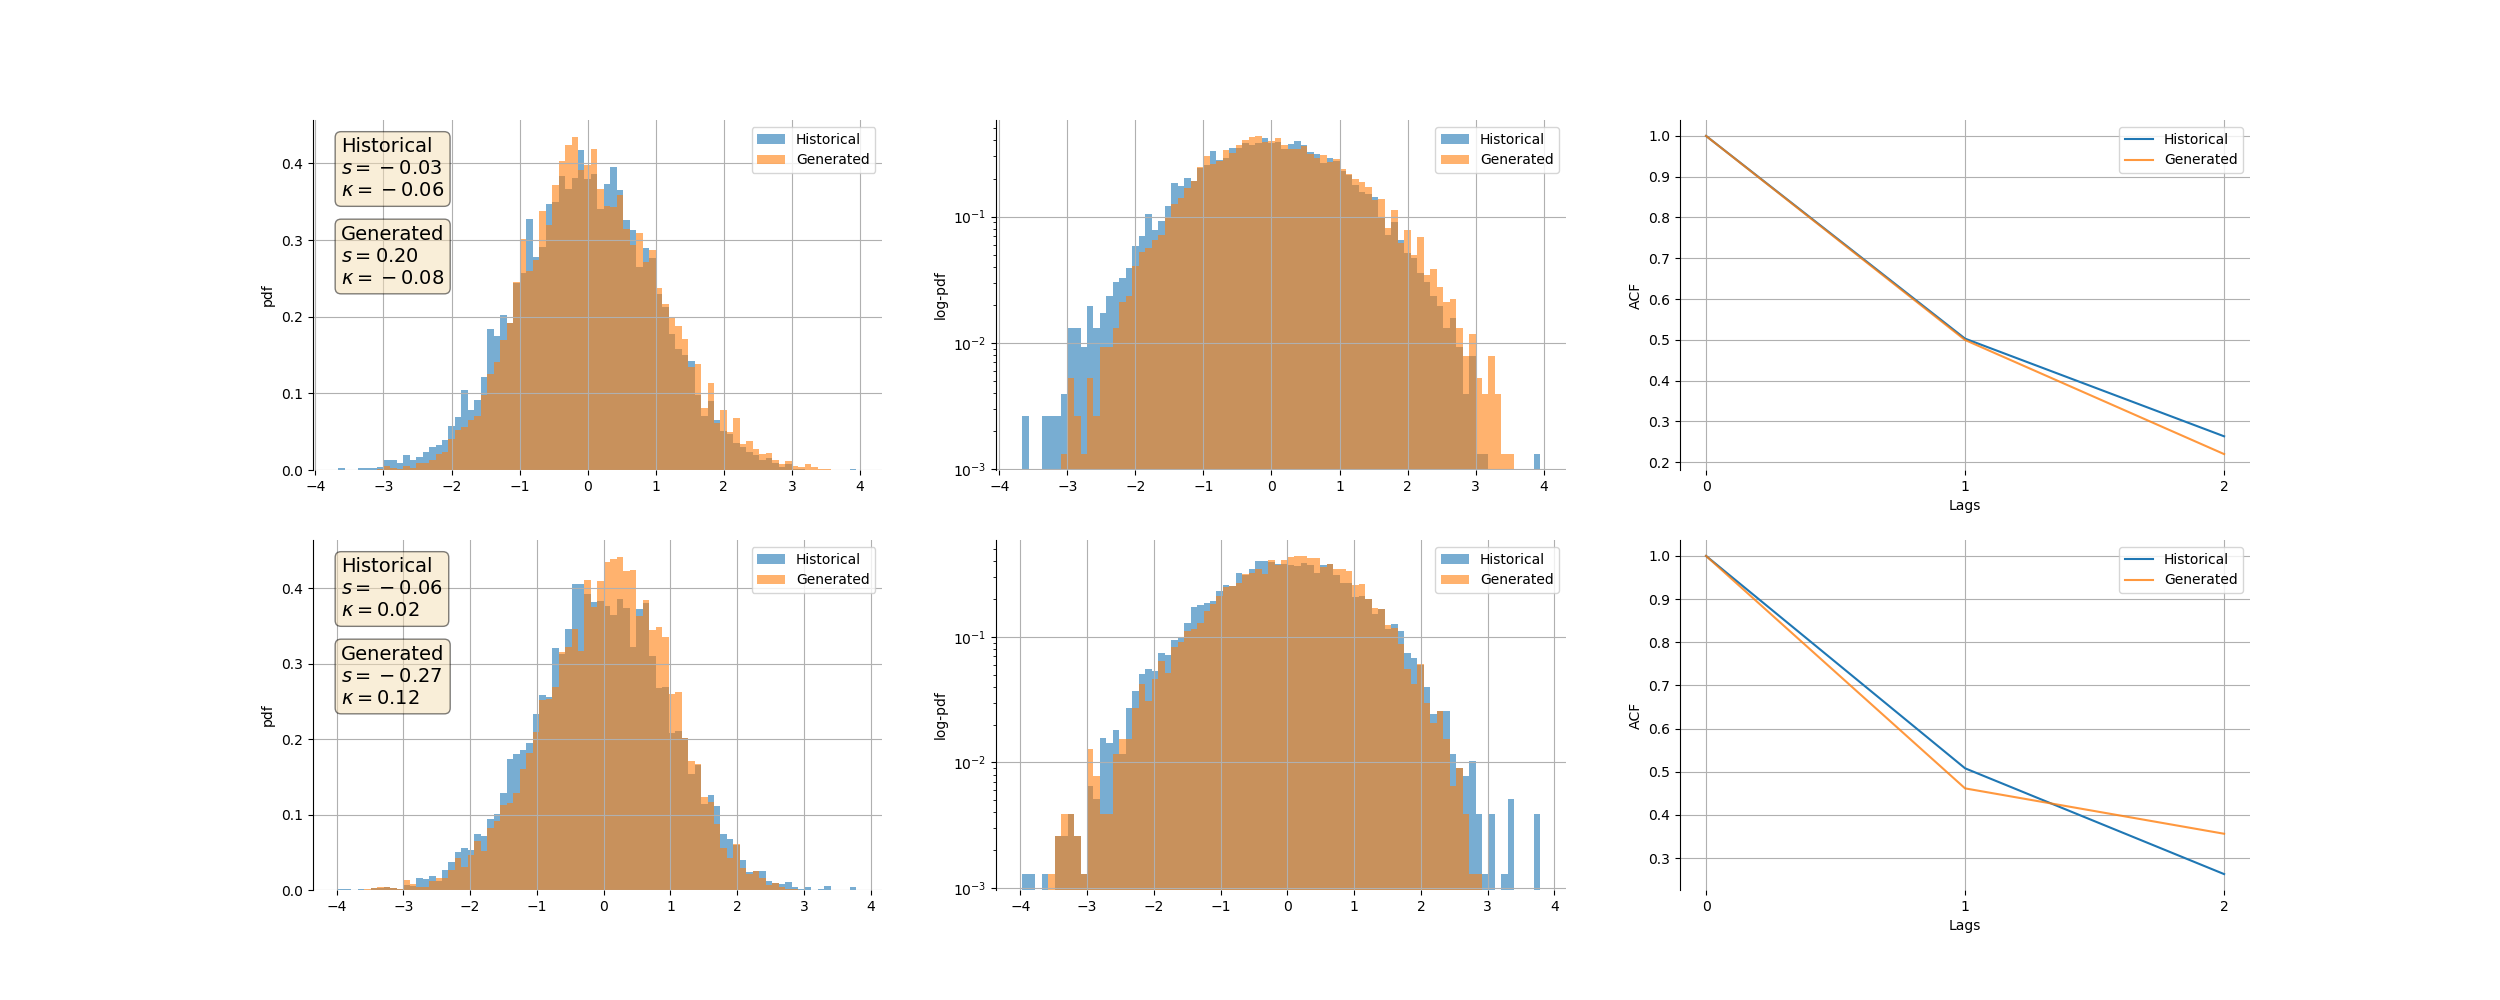 Historical
s = −0.03
κ = −0.06
Generated
s = 0.20
κ = −0.08
Historical
Generated
pdf
0.4
0.3
0.2
0.1
0.0
−4 −3 −2 −1 0 1 2 3 4
Historical
Generated
log-pdf
10⁻¹
10⁻²
10⁻³
−4 −3 −2 −1 0 1 2 3 4
Historical
Generated
ACF
1.0
0.9
0.8
0.7
0.6
0.5
0.4
0.3
0.2
0 1 2
Lags
Historical
s = −0.06
κ = 0.02
Generated
s = −0.27
κ = 0.12
Historical
Generated
pdf
0.4
0.3
0.2
0.1
0.0
−4 −3 −2 −1 0 1 2 3 4
Historical
Generated
log-pdf
10⁻¹
10⁻²
10⁻³
−4 −3 −2 −1 0 1 2 3 4
Historical
Generated
ACF
1.0
0.9
0.8
0.7
0.6
0.5
0.4
0.3
0 1 2
Lags